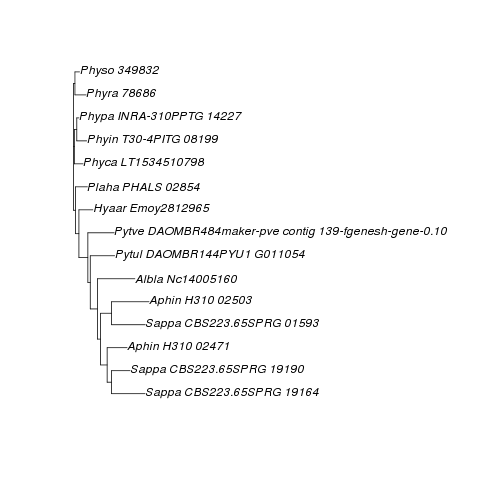 Physo 349832
Phyra 78686
Phypa INRA-310PPTG 14227
Phyin T30-4PITG 08199
Phyca LT1534510798
Plaha PHALS 02854
Hyaar Emoy2812965
Pytve DAOMBR484maker-pve contig 139-fgenesh-gene-0.10
Pytul DAOMBR144PYU1 G011054
Albla Nc14005160
Aphin H310 02503
Sappa CBS223.65SPRG 01593
Aphin H310 02471
Sappa CBS223.65SPRG 19190
Sappa CBS223.65SPRG 19164